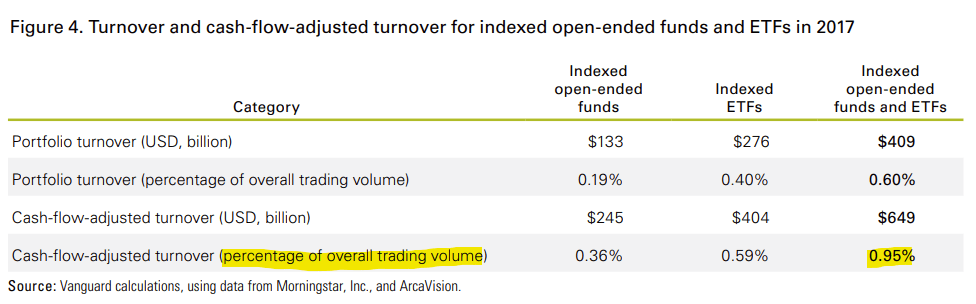 Figure 4. Turnover and cash-flow-adjusted turnover for indexed open-ended funds and ETFs in 2017
Category
Indexed
open-ended
funds
Indexed
ETFs
Indexed
open-ended
funds and ETFs
Portfolio turnover (USD, billion) $133 $276 $409
Portfolio turnover (percentage of overall trading volume) 0.19% 0.40% 0.60%
Cash-flow-adjusted turnover (USD, billion) $245 $404 $649
Cash-flow-adjusted turnover (percentage of overall trading volume) 0.36% 0.59% 0.95%
Source: Vanguard calculations, using data from Morningstar, Inc., and ArcaVision.